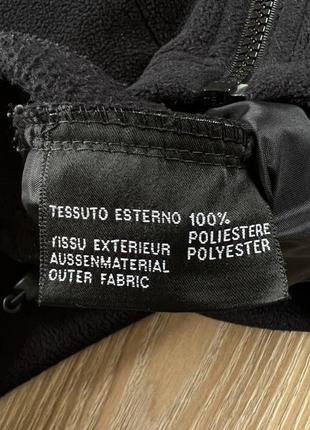 TESSUTO ESTERNO 100%
POLIESTERE
TISSU EXTERIEUR POLYESTER
AUSSENMATERIAL
OUTER FABRIC